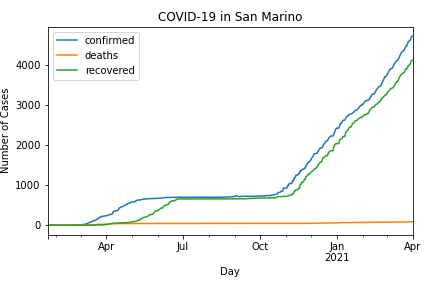 COVID-19 in San Marino
confirmed
deaths
recovered
Number of Cases
4000
3000
2000
1000
0
Apr
Jul
Oct
Jan
2021
Apr
Day